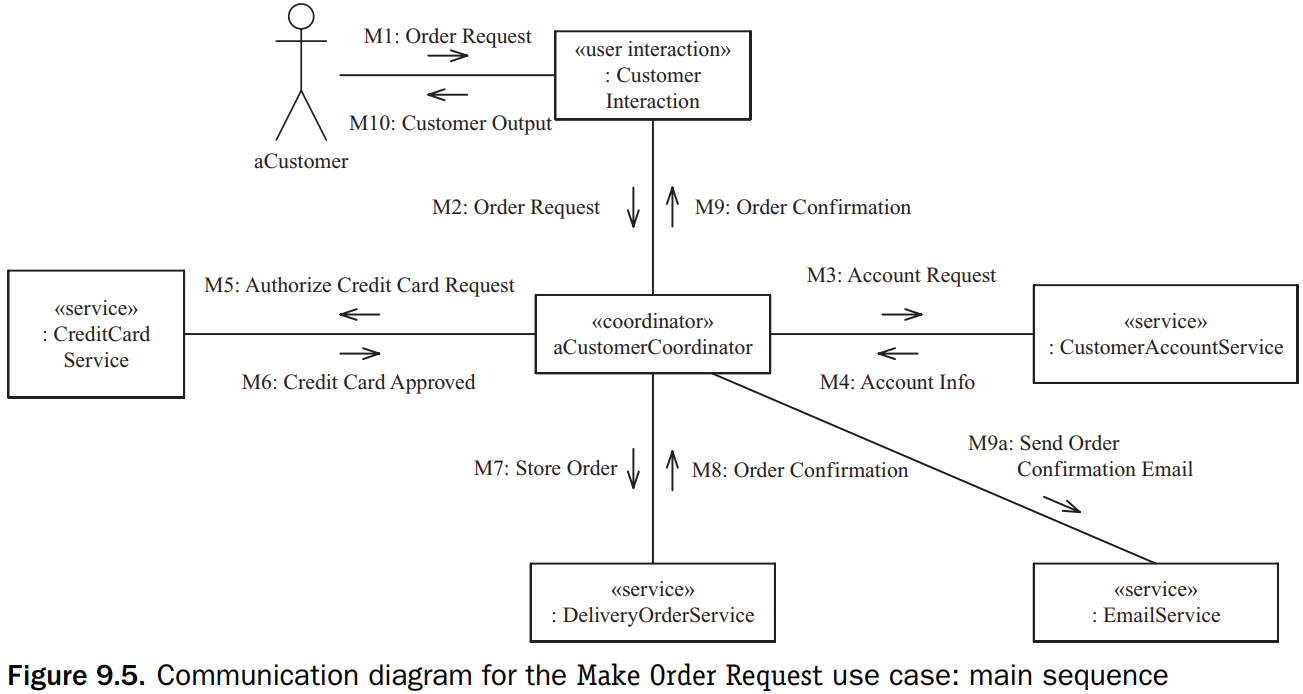 M1: Order Request
«user interaction»
: Customer
Interaction
M10: Customer Output
aCustomer
M2: Order Request
M9: Order Confirmation
M5: Authorize Credit Card Request
M3: Account Request
«service»
: CreditCard
Service
«coordinator»
aCustomerCoordinator
«service»
: CustomerAccountService
M6: Credit Card Approved
M4: Account Info
M7: Store Order
M8: Order Confirmation
M9a: Send Order
Confirmation Email
«service»
: DeliveryOrderService
«service»
: EmailService
Figure 9.5. Communication diagram for the Make Order Request use case: main sequence